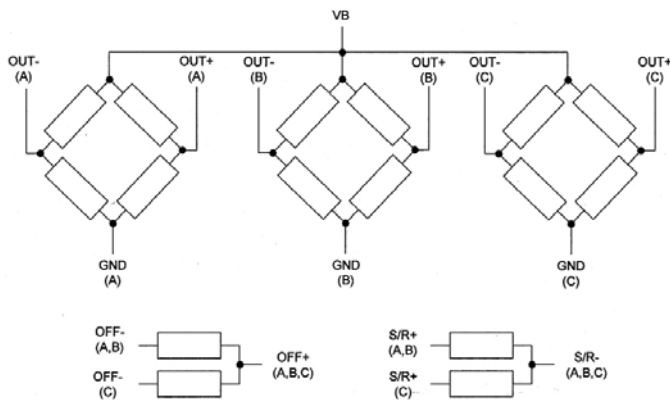 VB
OUT-
(A)
OUT+
(A)
OUT-
(B)
OUT+
(B)
OUT-
(C)
OUT+
(C)
GND
(A)
GND
(B)
GND
(C)
OFF-
(A,B)
OFF-
(C)
OFF+
(A,B,C)
S/R+
(A,B)
S/R+
(C)
S/R-
(A,B,C)